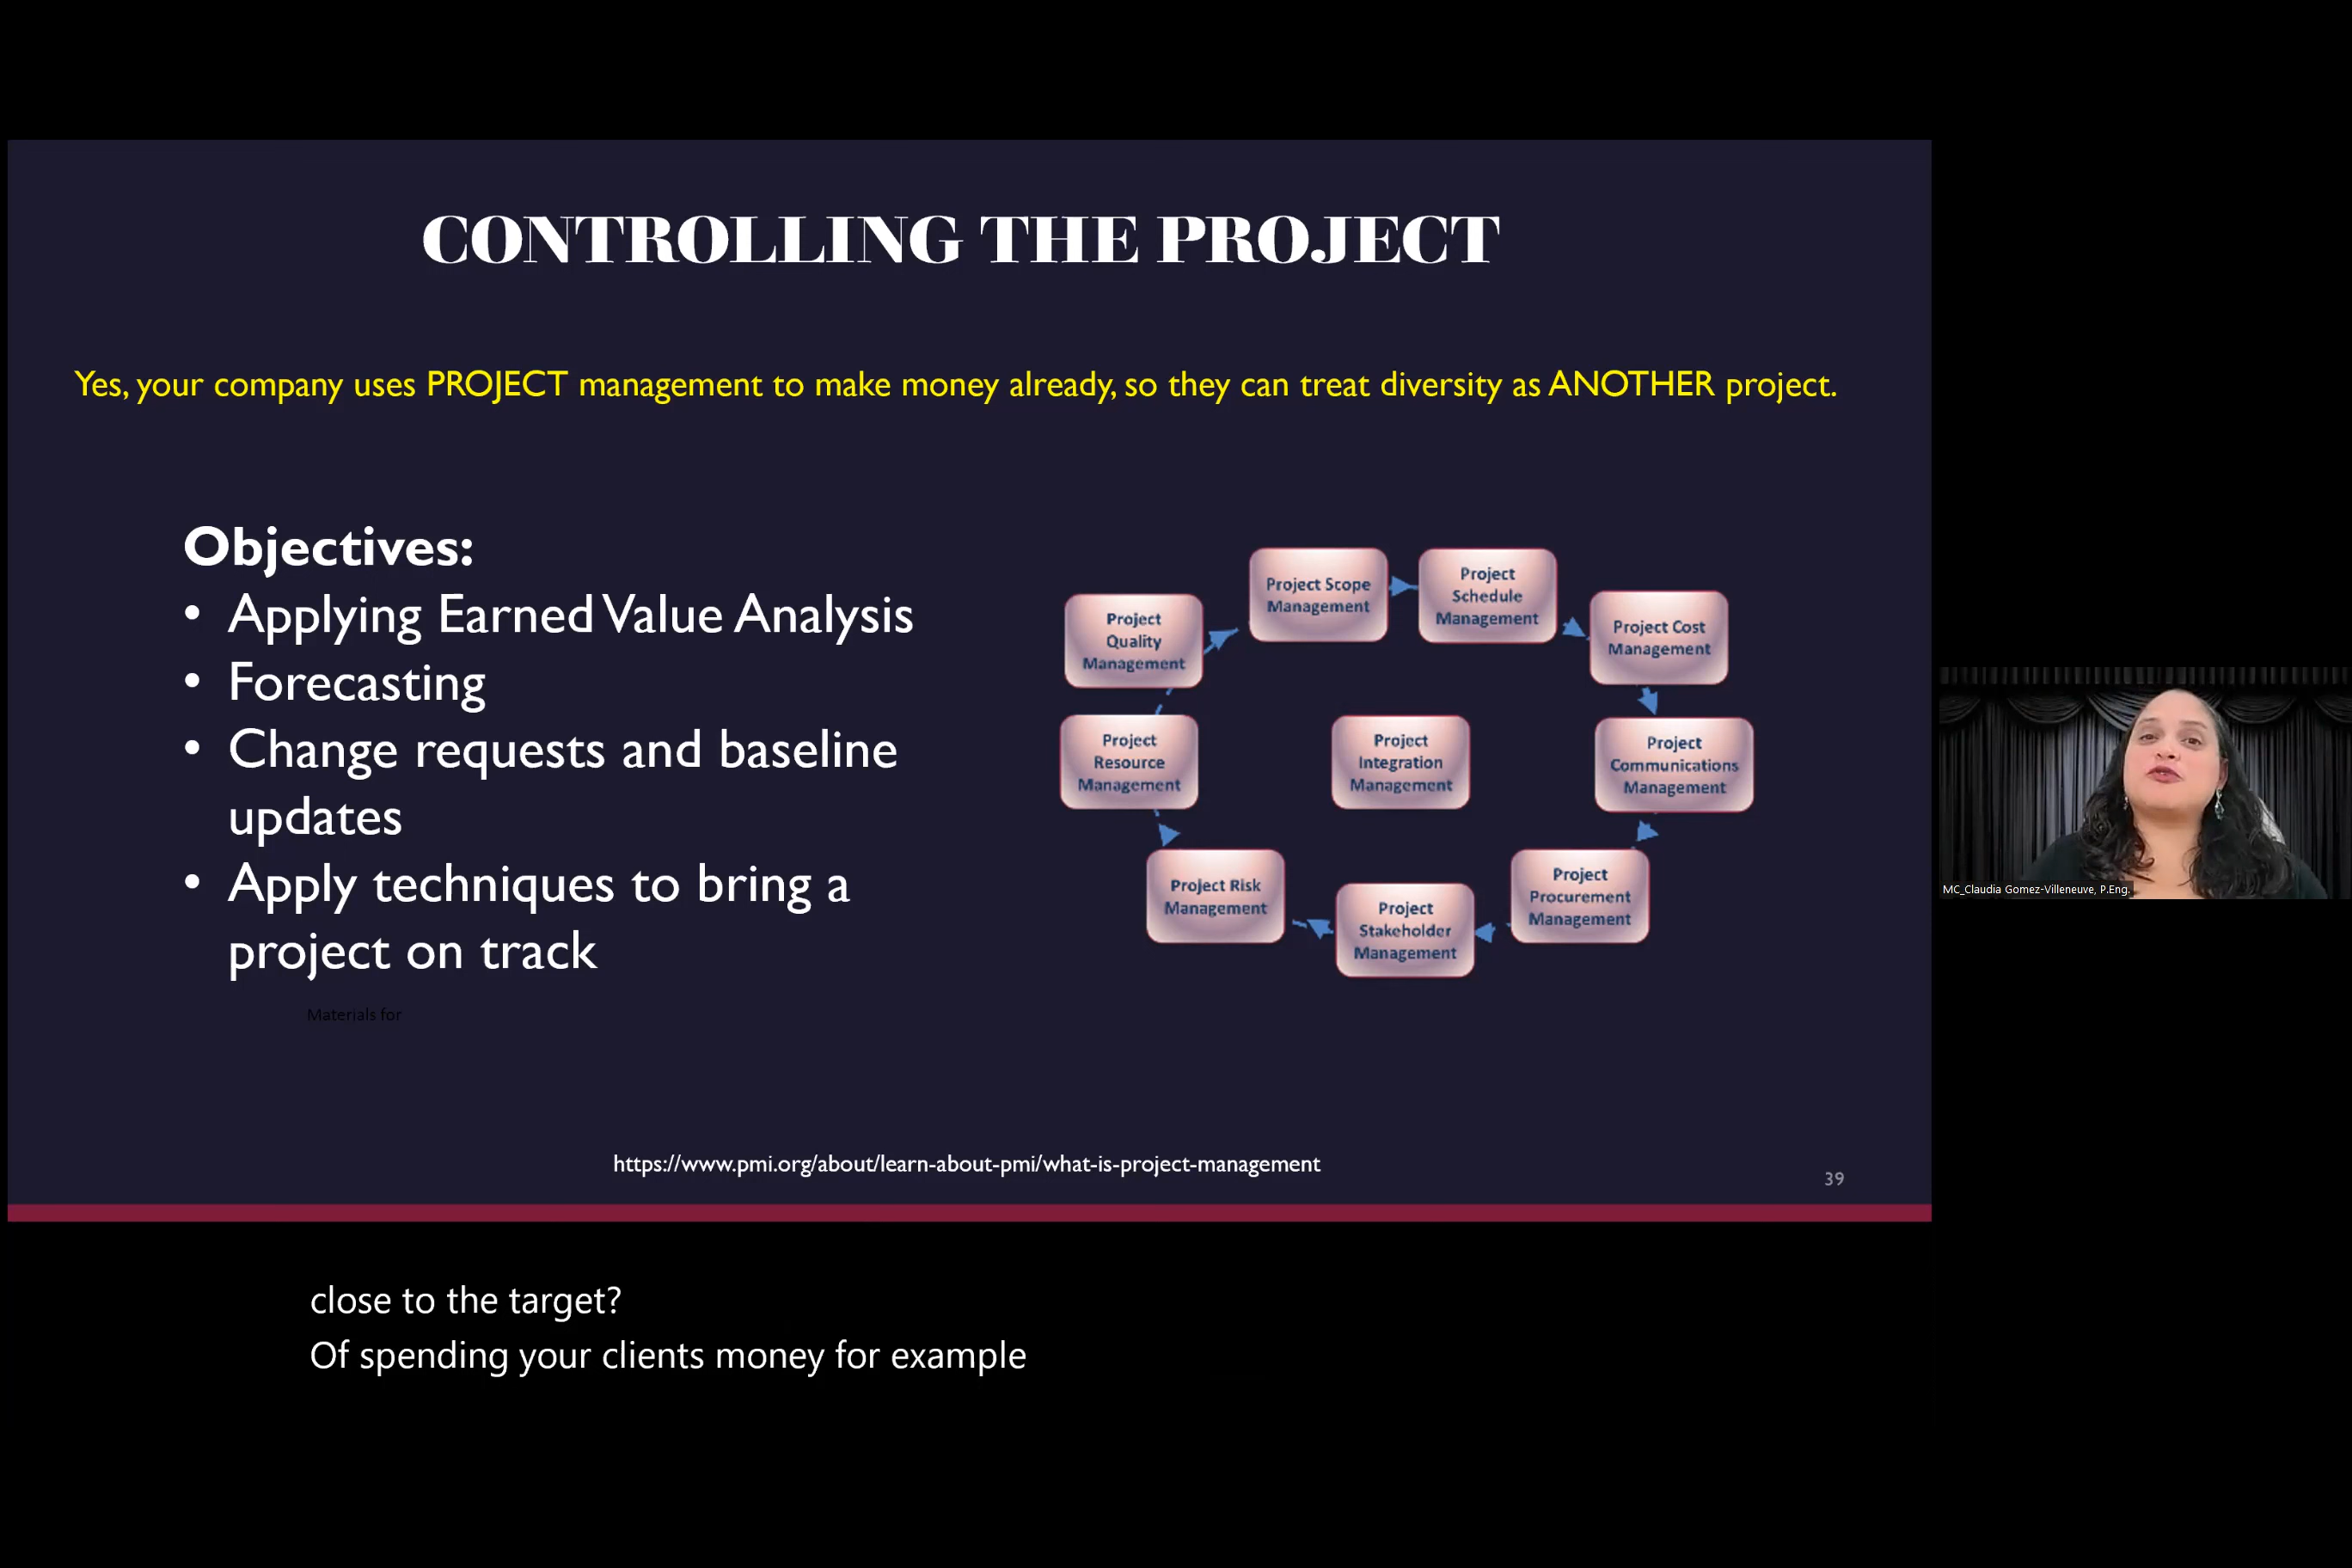 CONTROLLING THE PROJECT
Yes, your company uses PROJECT management to make money already, so they can treat diversity as ANOTHER project.
Objectives:
• Applying Earned Value Analysis
• Forecasting
• Change requests and baseline
updates
• Apply techniques to bring a
project on track
Materials for
Project
Quality
Management
Project Scope
Management
Project
Schedule
Management
Project Cost
Management
Project
Resource
Management
Project
Integration
Management
Project
Communications
Management
Project Risk
Management
Project
Stakeholder
Management
Project
Procurement
Management
https://www.pmi.org/about/learn-about-pmi/what-is-project-management
39
MC_Claudia Gomez-Villeneuve, P.Eng.
close to the target?
Of spending your clients money for example